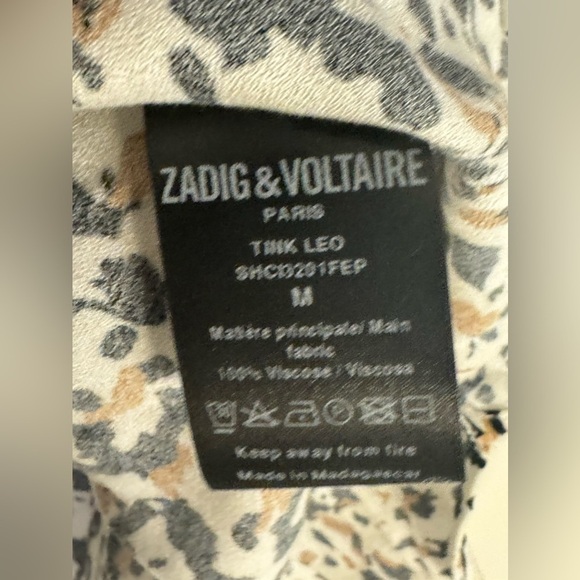 ZADIG & VOLTAIRE
PARIS
TINK LEO
SHCI3201FEP
M
Matière principale/ Main
fabric
100% Viscose / Viscosa
Keep away from fire
Made in Madagascar